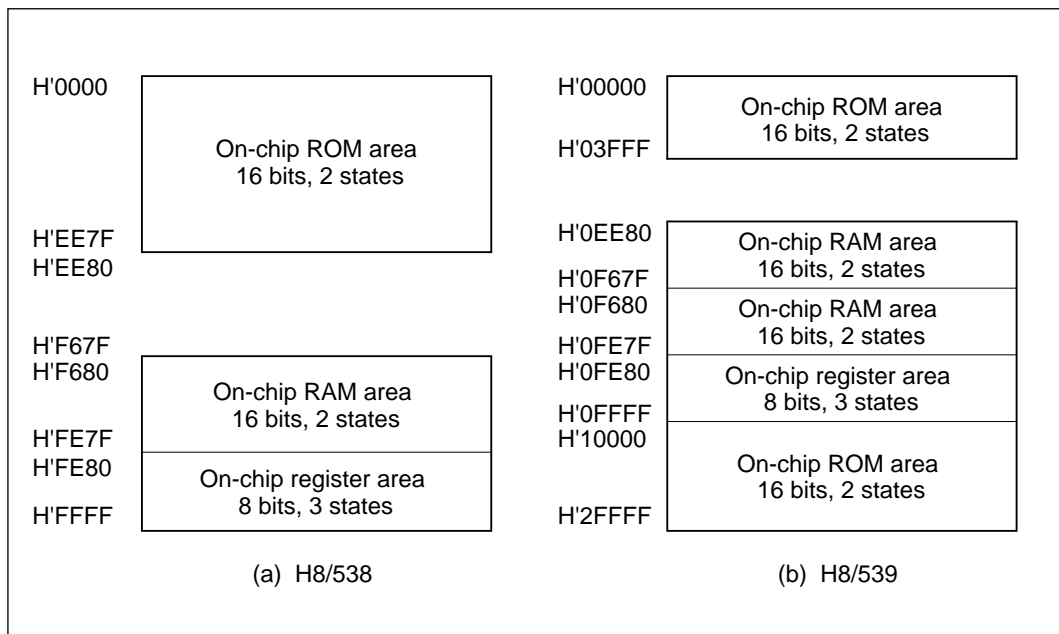 H'0000
On-chip ROM area
16 bits, 2 states
H'EE7F
H'EE80
H'F67F
H'F680
On-chip RAM area
16 bits, 2 states
H'FE7F
H'FE80
On-chip register area
8 bits, 3 states
H'FFFF
(a) H8/538
H'00000
On-chip ROM area
16 bits, 2 states
H'03FFF
H'0EE80
On-chip RAM area
16 bits, 2 states
H'0F67F
H'0F680
On-chip RAM area
16 bits, 2 states
H'0FE7F
H'0FE80
On-chip register area
8 bits, 3 states
H'0FFFF
H'10000
On-chip ROM area
16 bits, 2 states
H'2FFFF
(b) H8/539